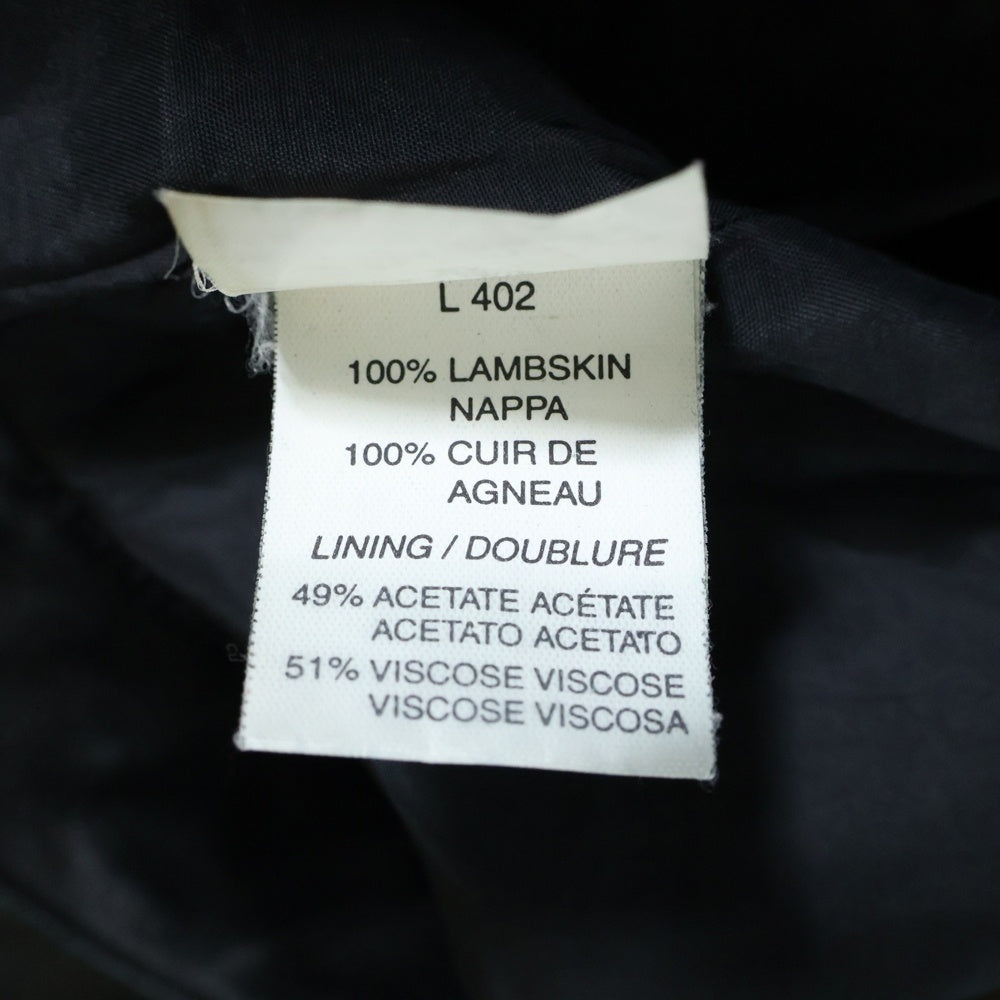 L 402
100% LAMBSKIN
NAPPA
100% CUIR DE
AGNEAU
LINING / DOUBLURE
49% ACETATE ACÉTATE
ACETATO ACETATO
51% VISCOSE VISCOSE
VISCOSE VISCOSA